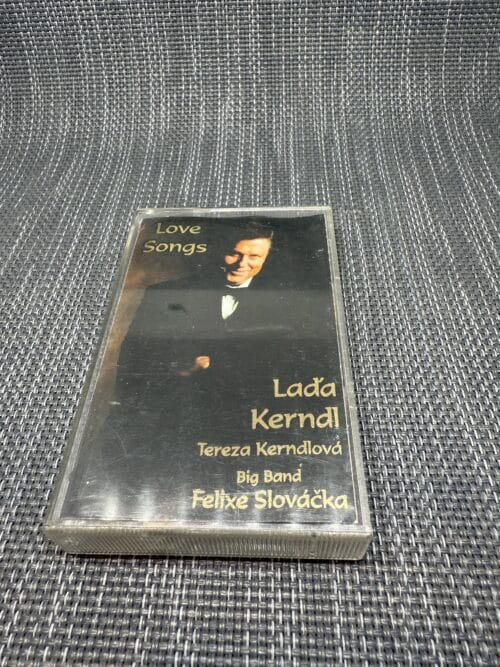 Love
Songs
Laďa
Kerndl
Tereza Kerndlová
Big Band
Felixe Slováčka